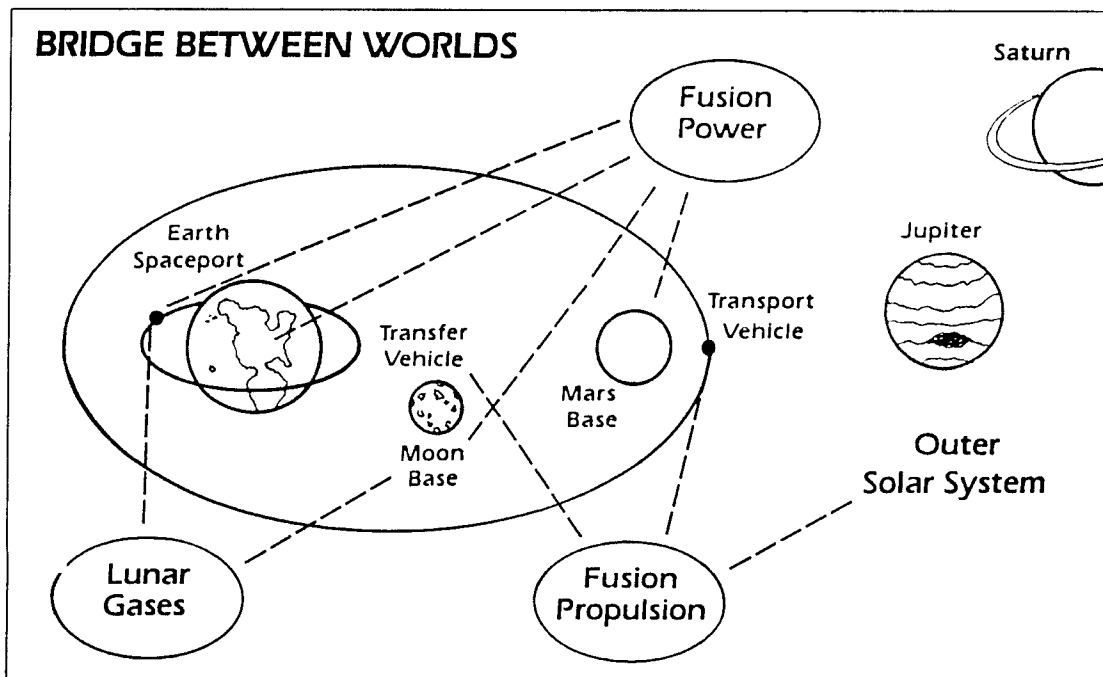 BRIDGE BETWEEN WORLDS
Saturn
Fusion
Power
Earth
Spaceport
Jupiter
Transfer
Vehicle
Transport
Vehicle
Mars
Base
Moon
Base
Outer
Solar System
Lunar
Gases
Fusion
Propulsion